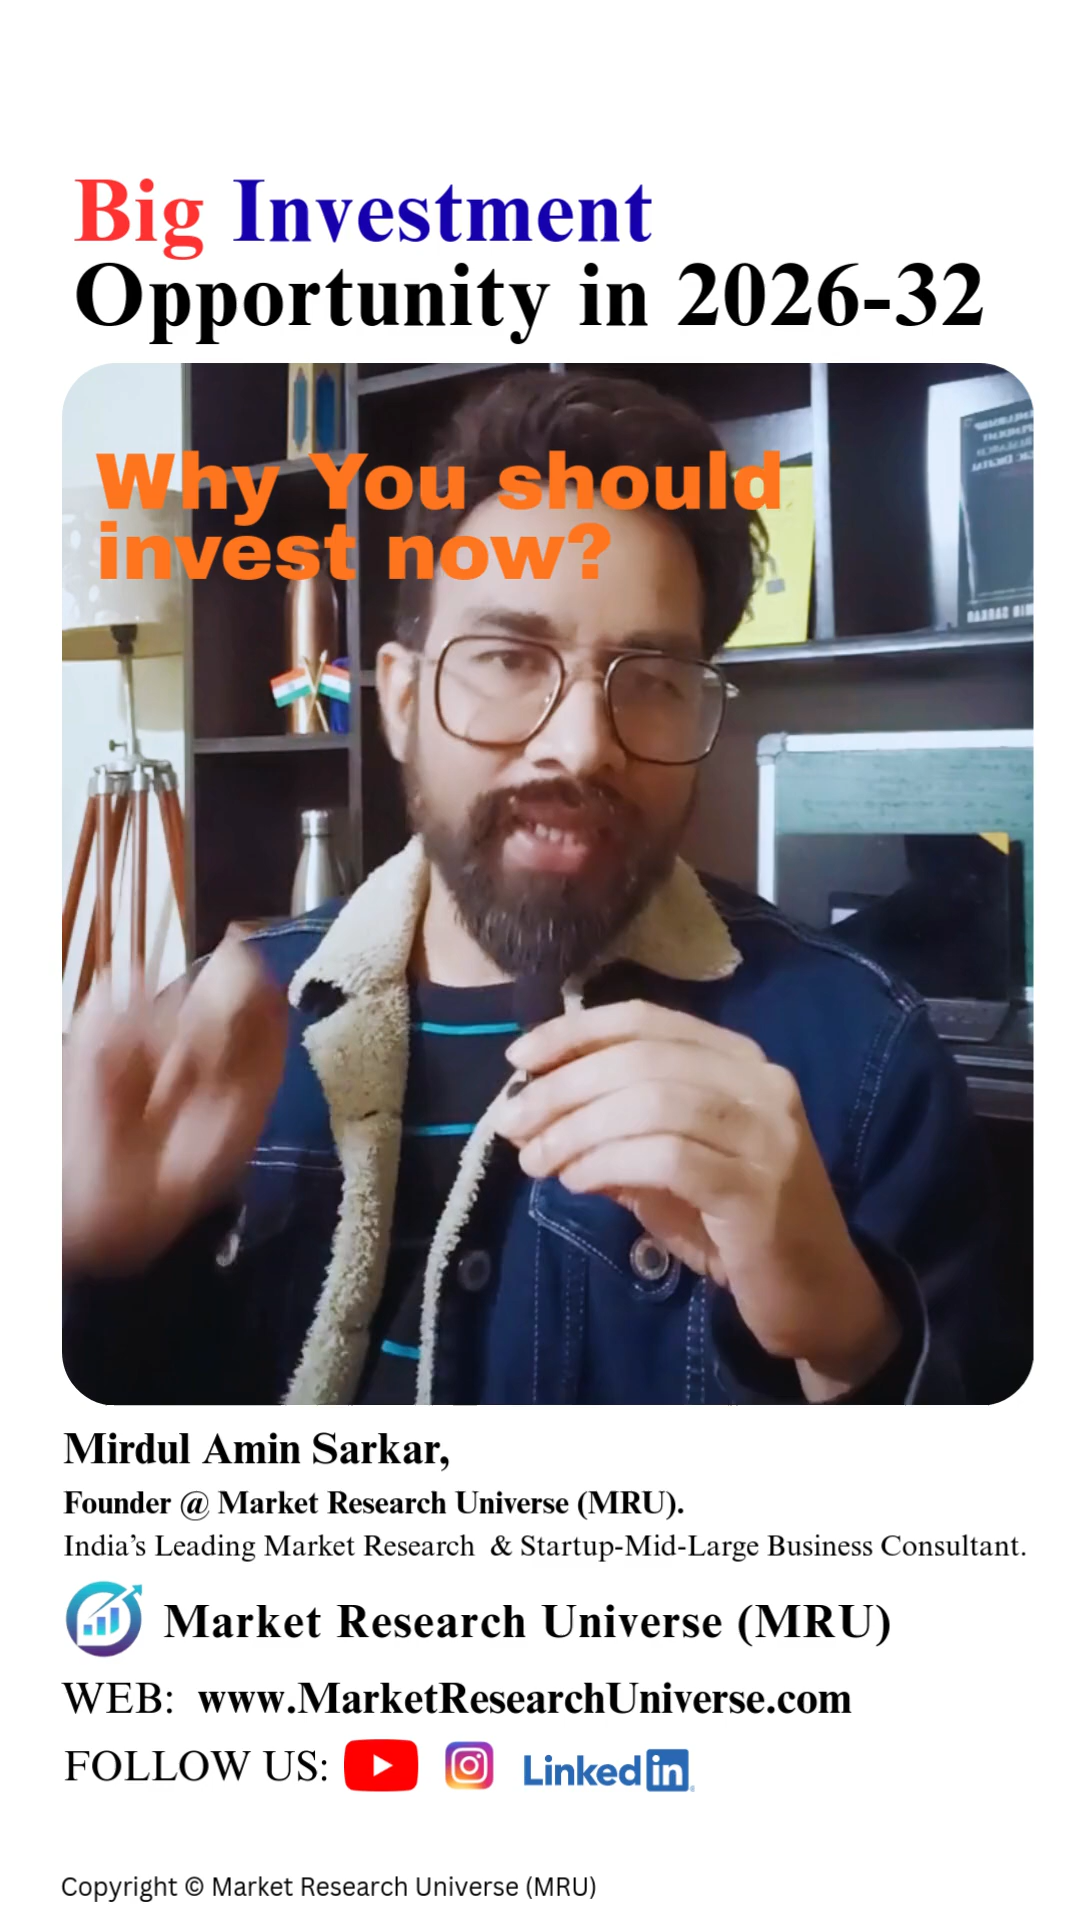 Big Investment
Opportunity in 2026-32
Why You should
invest now?
Mirdul Amin Sarkar,
Founder @ Market Research Universe (MRU).
India’s Leading Market Research & Startup-Mid-Large Business Consultant.
Market Research Universe (MRU)
WEB: www.MarketResearchUniverse.com
FOLLOW US: Linked in
Copyright © Market Research Universe (MRU)